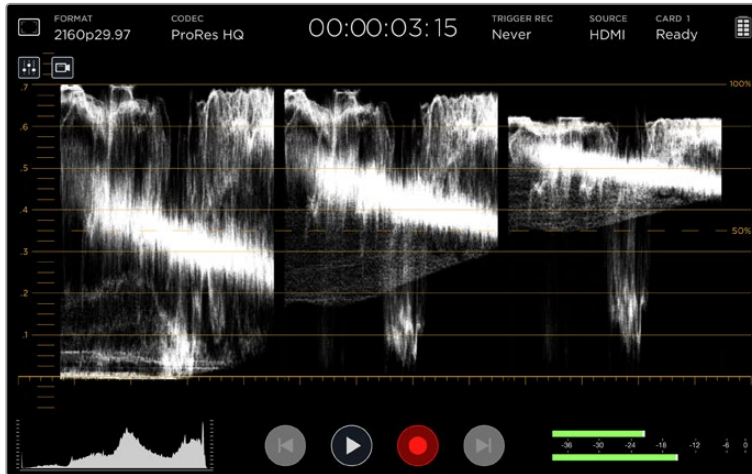 FORMAT CODEC TRIGGER REC SOURCE CARD 1
2160p29.97 ProRes HQ 00:00:03:15 Never HDMI Ready
.7 100%
.6
.5
.4
50%
.3
.2
.1
-36 -30 -24 -18 -12 -6 0